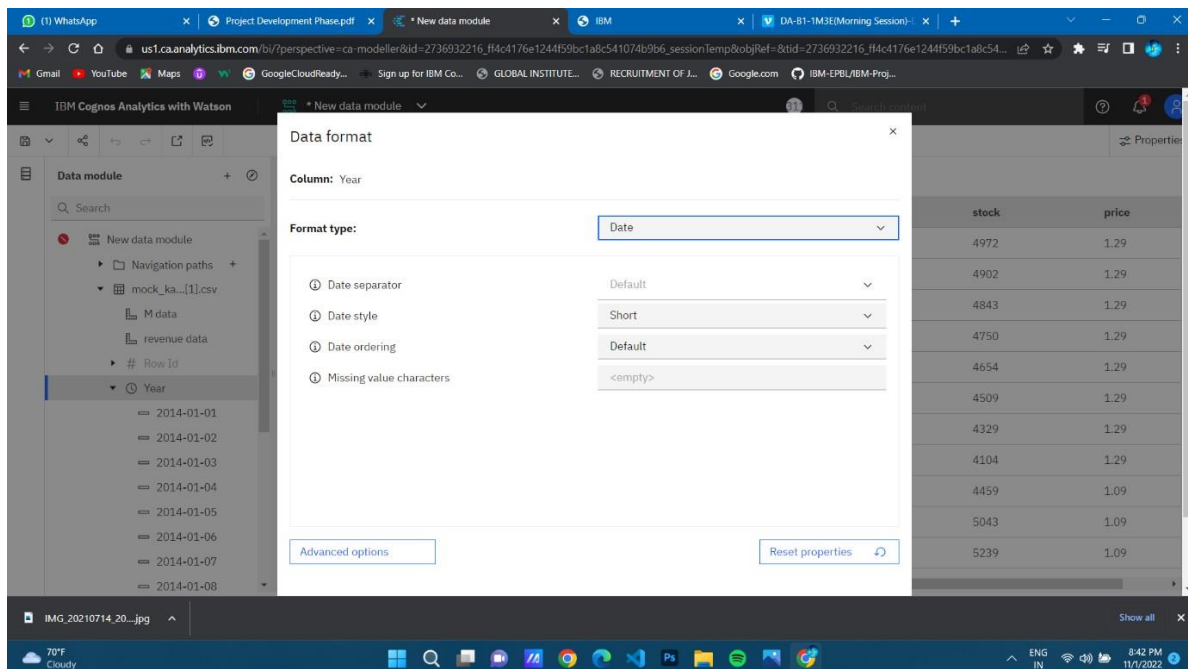 (1) WhatsApp
Project Development Phase.pdf
* New data module
IBM
DA-B1-1M3E(Morning Session)-
us1.ca.analytics.ibm.com/bi/?perspective=ca-modeller&id=2736932216_ff4c4176e1244f59bc1a8c541074b9b6_sessionTemp&objRef=&tid=2736932216_ff4c4176e1244f59bc1a8c54...
Gmail YouTube Maps GoogleCloudReady... Sign up for IBM Co... GLOBAL INSTITUTE... RECRUITMENT OF J... Google.com IBM-EPBL/IBM-Proj...
IBM Cognos Analytics with Watson
* New data module
Search content
1
Properties
Data module
Search
New data module
Navigation paths
mock_ka...[1].csv
M data
revenue data
# Row Id
Year
2014-01-01
2014-01-02
2014-01-03
2014-01-04
2014-01-05
2014-01-06
2014-01-07
2014-01-08
Data format
Column: Year
Format type: Date
Date separator Default
Date style Short
Date ordering Default
Missing value characters <empty>
Advanced options
Reset properties
stock price
4972 1.29
4902 1.29
4843 1.29
4750 1.29
4654 1.29
4509 1.29
4329 1.29
4104 1.29
4459 1.09
5043 1.09
5239 1.09
IMG_20210714_20....jpg
Show all
70°F
Cloudy
Ps
ENG
IN
8:42 PM
11/1/2022
2